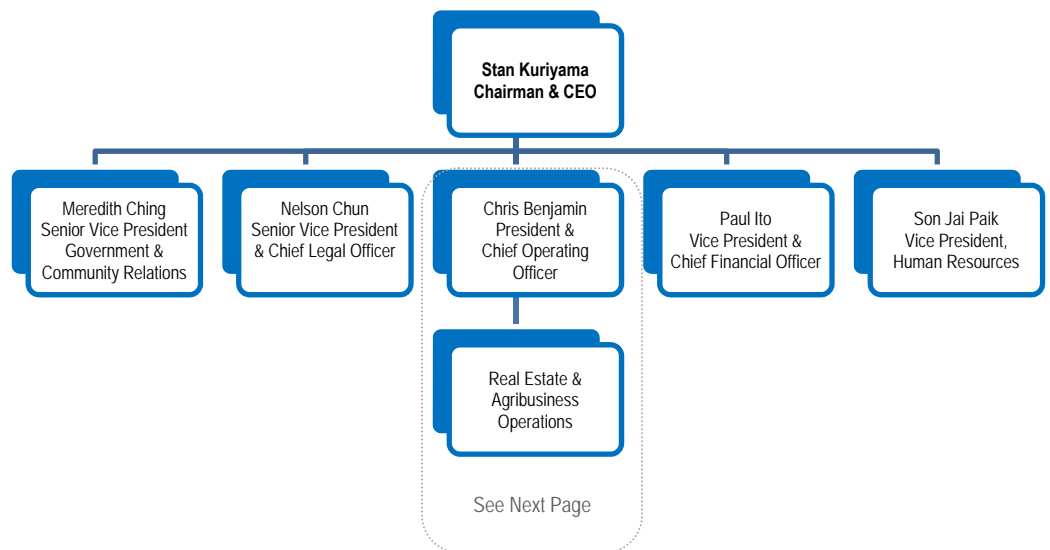 Stan Kuriyama
Chairman & CEO
Meredith Ching
Senior Vice President
Government &
Community Relations
Nelson Chun
Senior Vice President
& Chief Legal Officer
Chris Benjamin
President &
Chief Operating
Officer
Paul Ito
Vice President &
Chief Financial Officer
Son Jai Paik
Vice President,
Human Resources
Real Estate &
Agribusiness
Operations
See Next Page